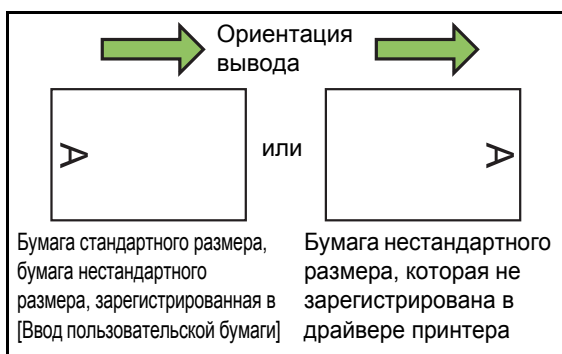 Ориентация
вывода
A
или
A
Бумага стандартного размера,
бумага нестандартного
размера, зарегистрированная в
[Ввод пользовательской бумаги]
Бумага нестандартного
размера, которая не
зарегистрирована в
драйвере принтера